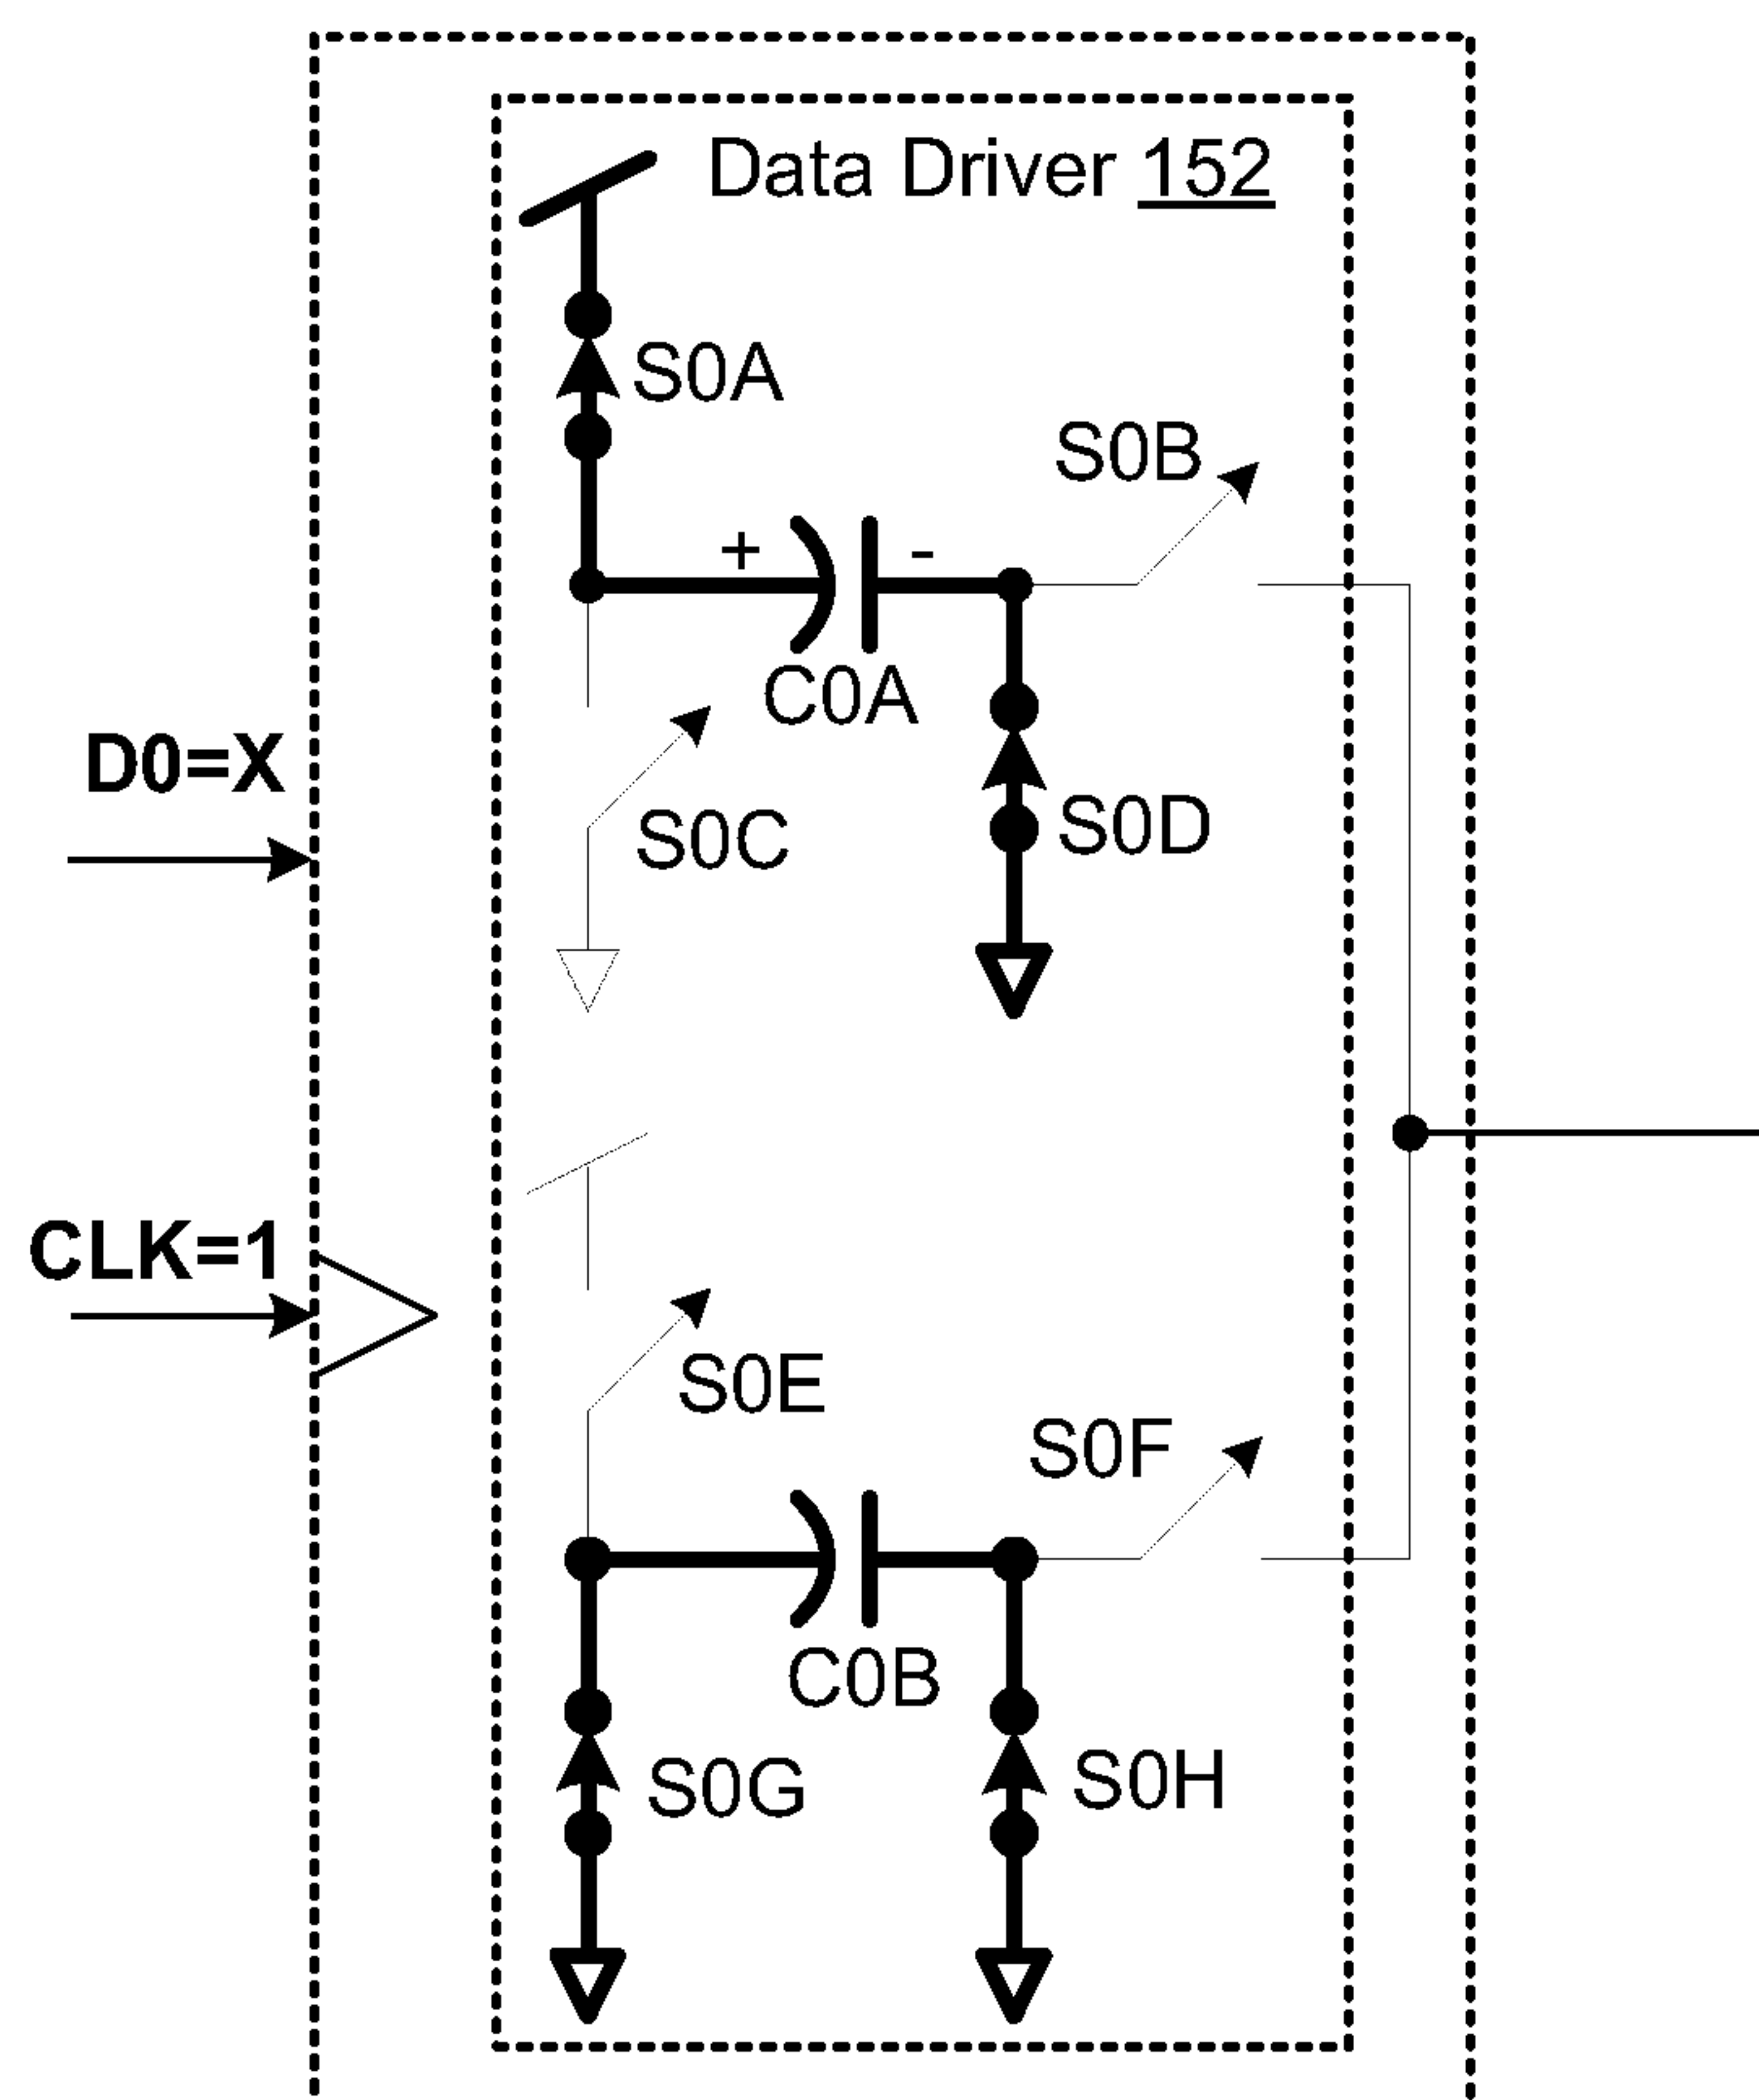 Data Driver 152
S0A
S0B
+ -
C0A
D0=X
S0C
S0D
CLK=1
S0E
S0F
C0B
S0G
S0H